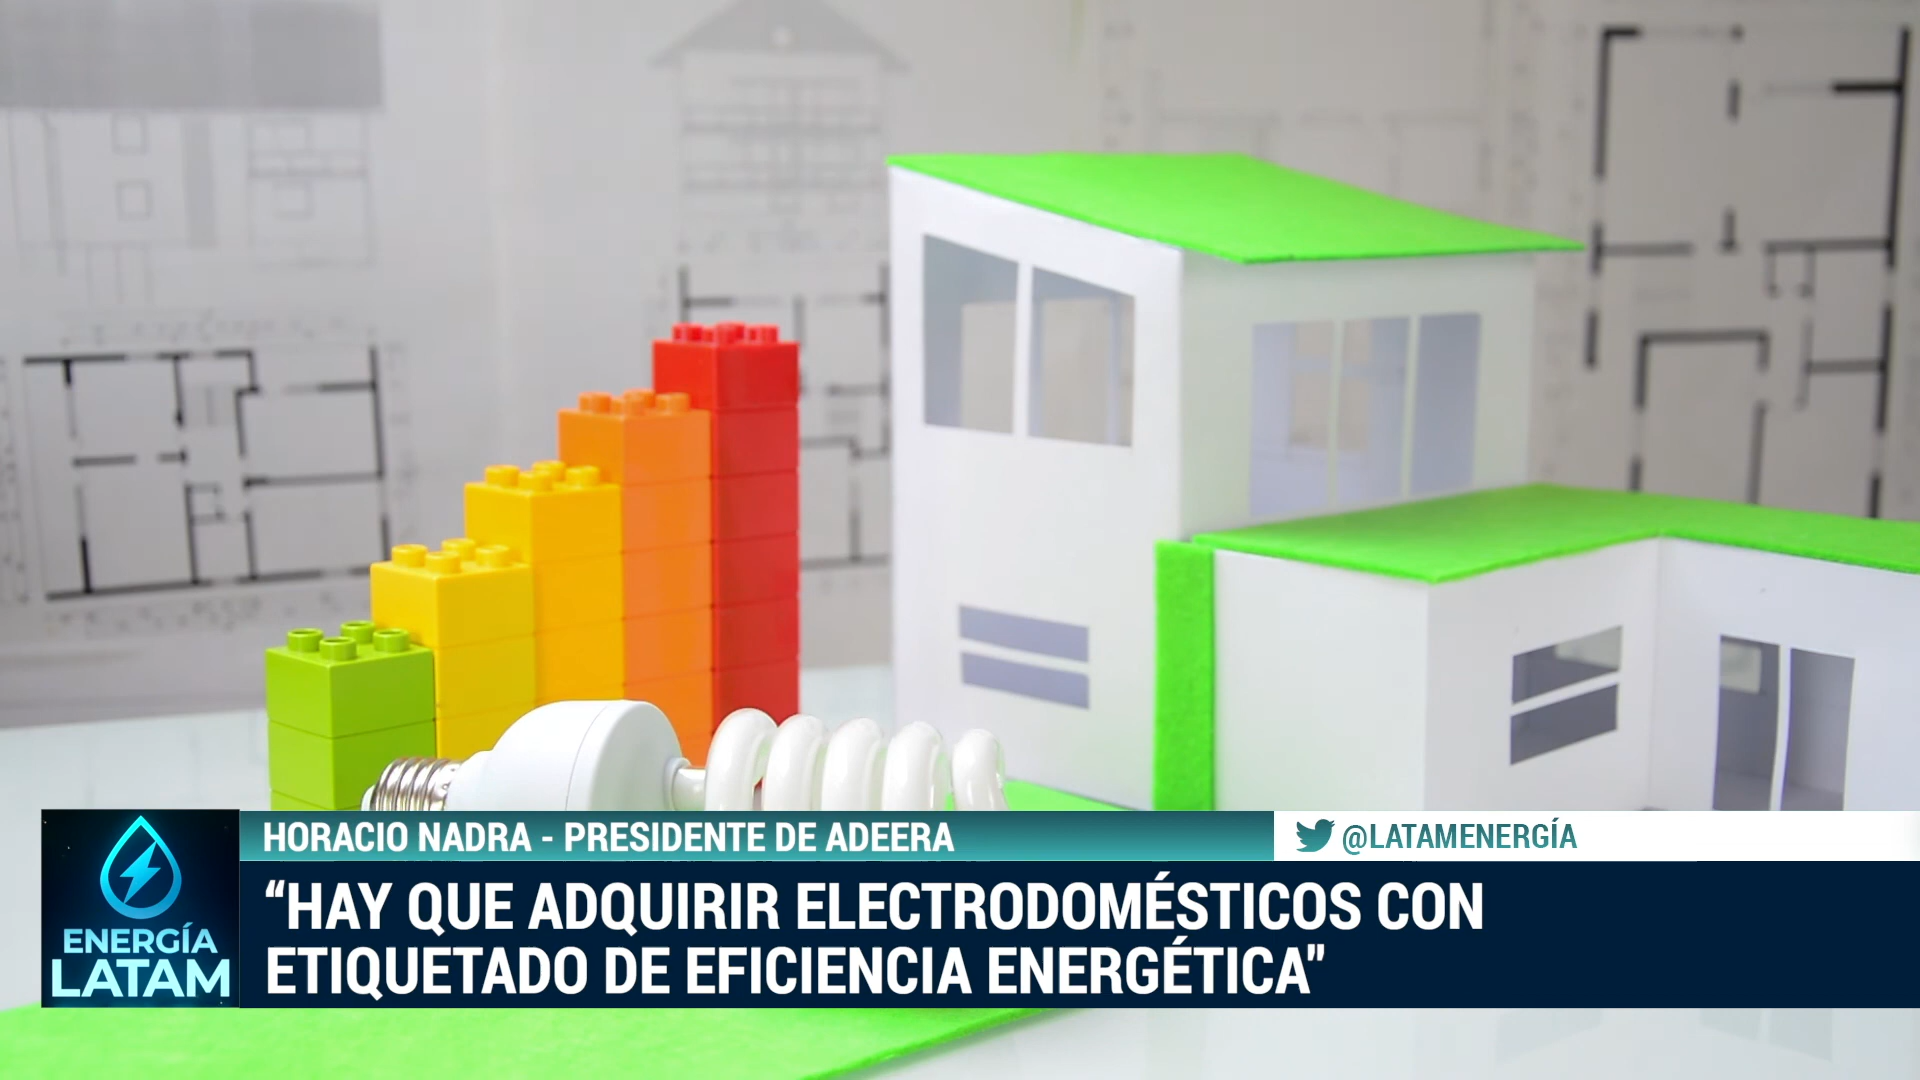 HORACIO NADRA - PRESIDENTE DE ADEERA
@LATAMENERGÍA
“HAY QUE ADQUIRIR ELECTRODOMÉSTICOS CON
ETIQUETADO DE EFICIENCIA ENERGÉTICA”
ENERGÍA
LATAM